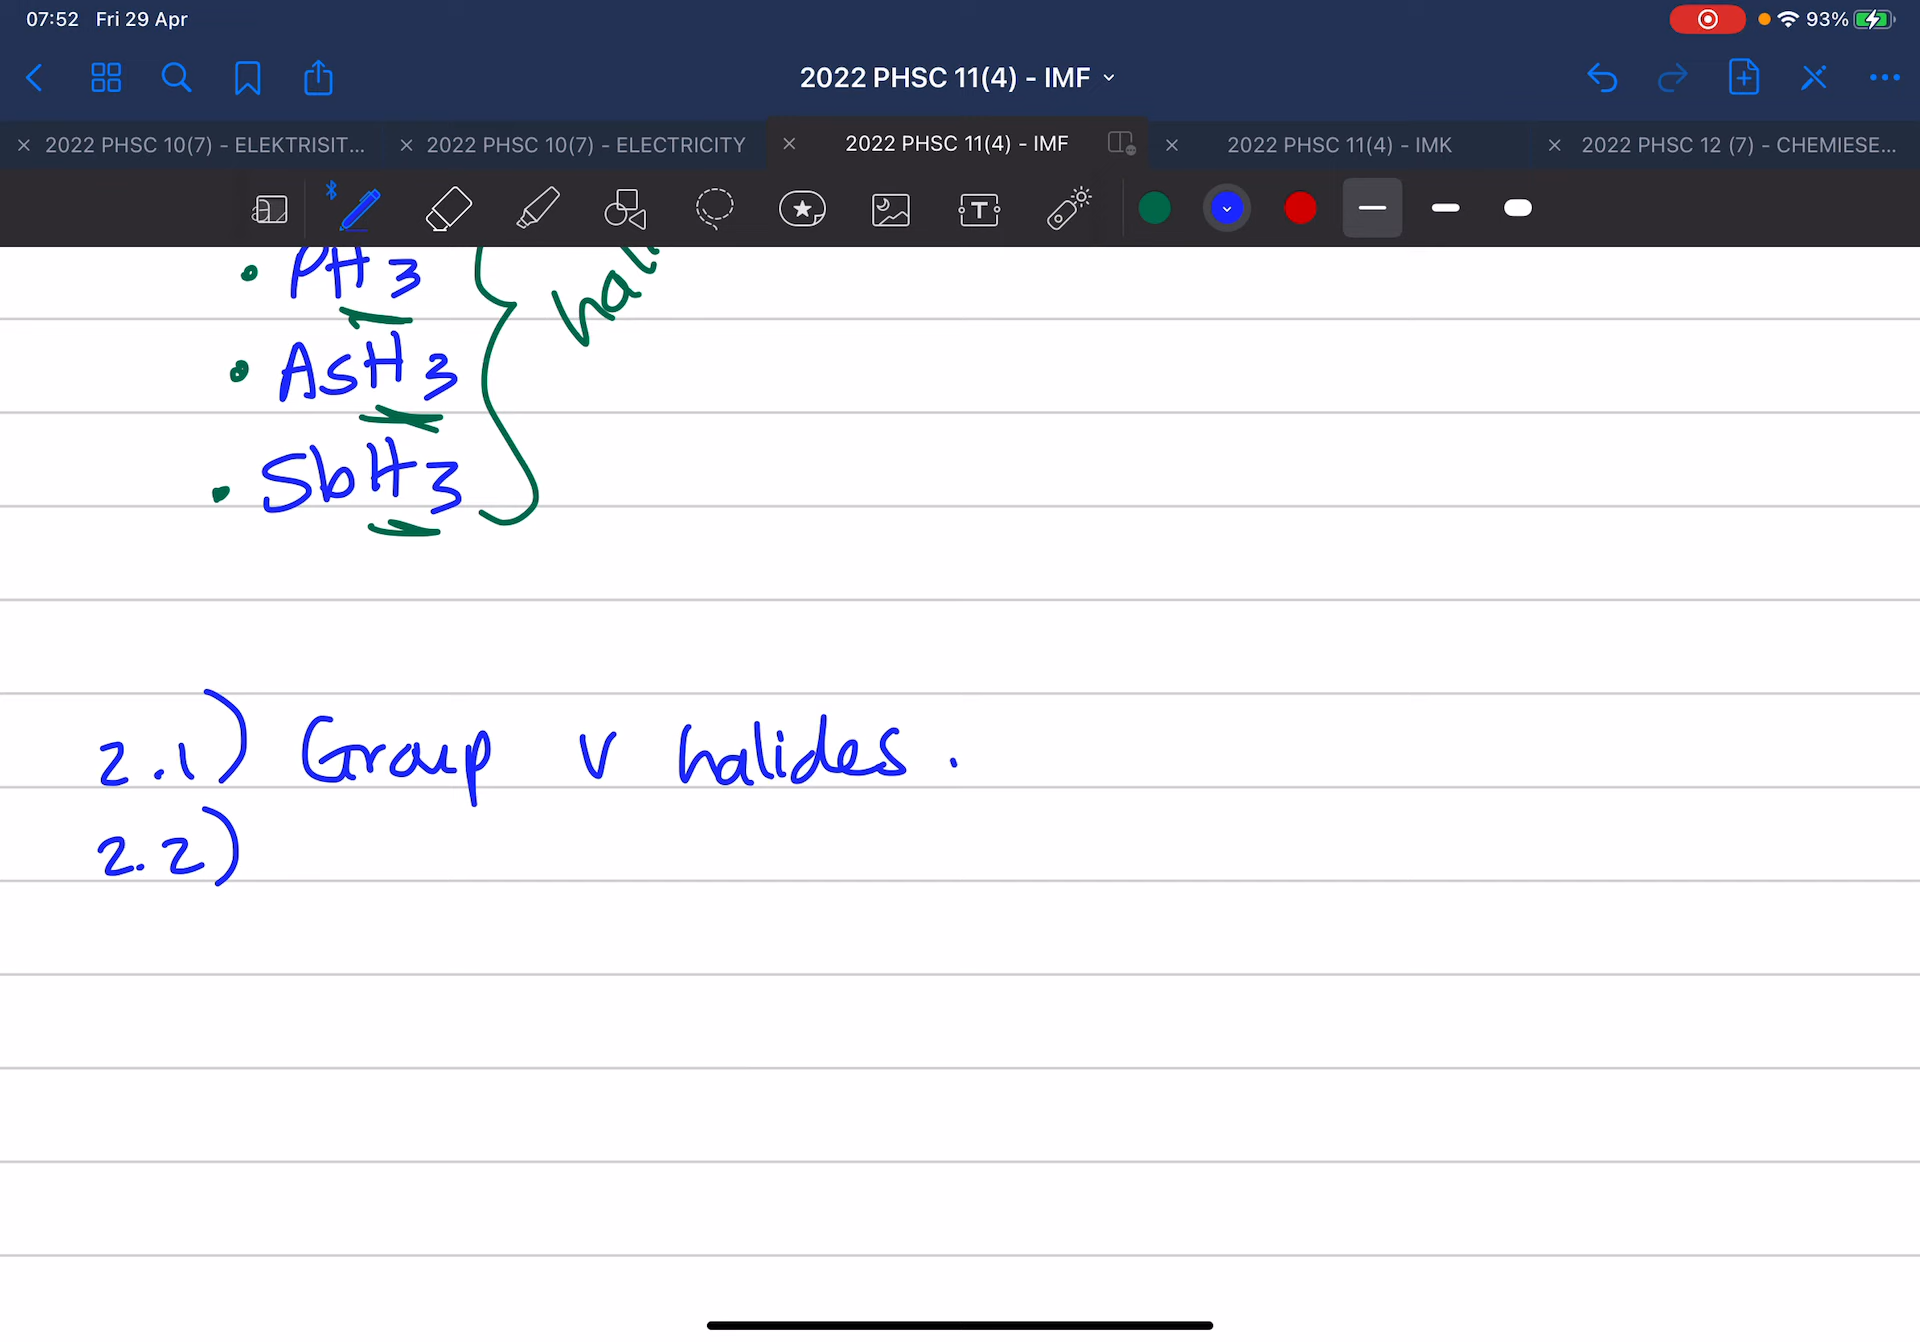 07:52 Fri 29 Apr
93%
2022 PHSC 11(4) - IMF
2022 PHSC 10(7) - ELEKTRISIT...
2022 PHSC 10(7) - ELECTRICITY
2022 PHSC 11(4) - IMF
2022 PHSC 11(4) - IMK
2022 PHSC 12 (7) - CHEMIESE...
T
• PH3
• AsH3
• SbH3
2.1) Group V halides.
2.2)